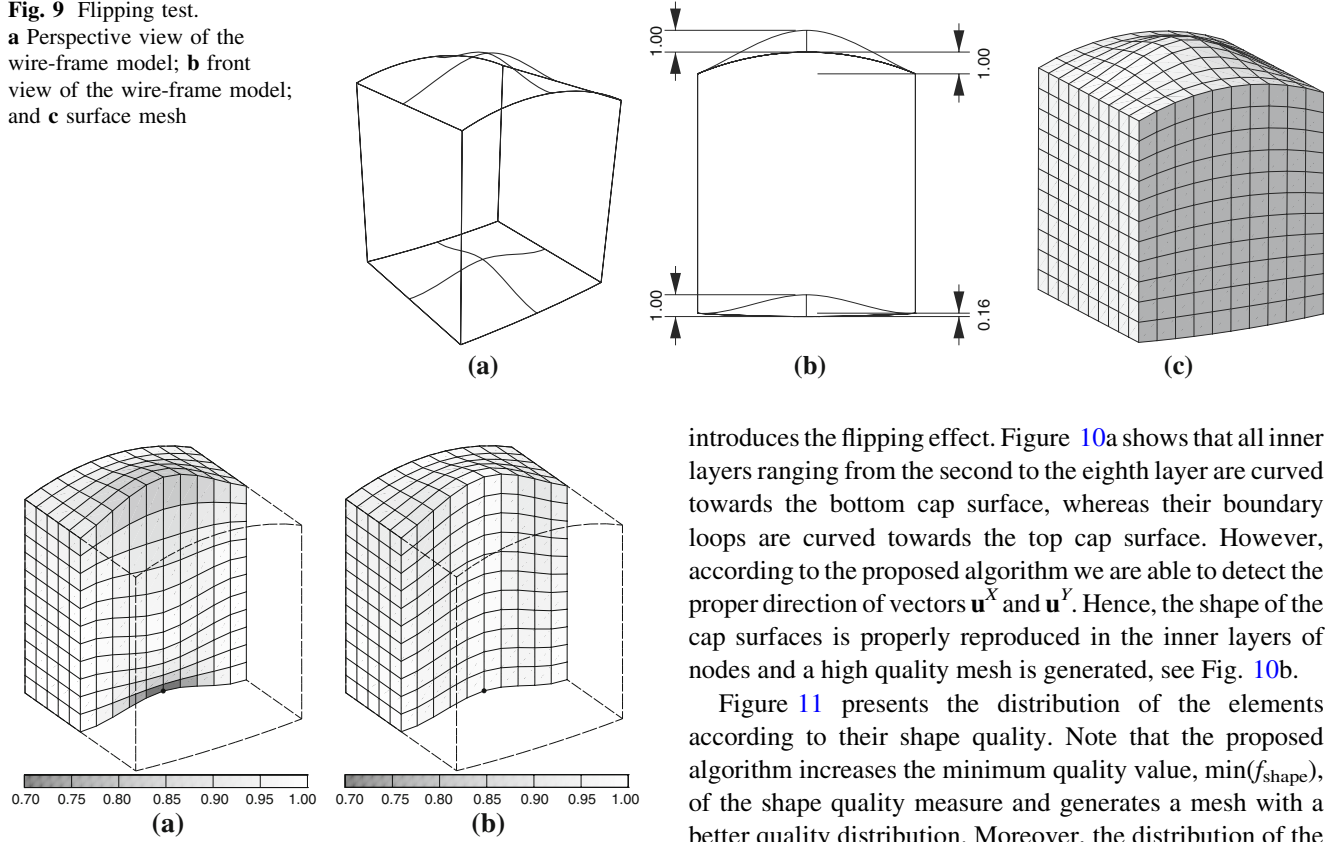 Fig. 9 Flipping test.
a Perspective view of the
wire-frame model; b front
view of the wire-frame model;
and c surface mesh
1.00
1.00
1.00
0.16
(a)
(b)
(c)
0.70 0.75 0.80 0.85 0.90 0.95 1.00
(a)
0.70 0.75 0.80 0.85 0.90 0.95 1.00
(b)
introduces the flipping effect. Figure 10a shows that all inner
layers ranging from the second to the eighth layer are curved
towards the bottom cap surface, whereas their boundary
loops are curved towards the top cap surface. However,
according to the proposed algorithm we are able to detect the
proper direction of vectors u^X and u^Y. Hence, the shape of the
cap surfaces is properly reproduced in the inner layers of
nodes and a high quality mesh is generated, see Fig. 10b.
Figure 11 presents the distribution of the elements
according to their shape quality. Note that the proposed
algorithm increases the minimum quality value, min(f_shape),
of the shape quality measure and generates a mesh with a
better quality distribution. Moreover, the distribution of the